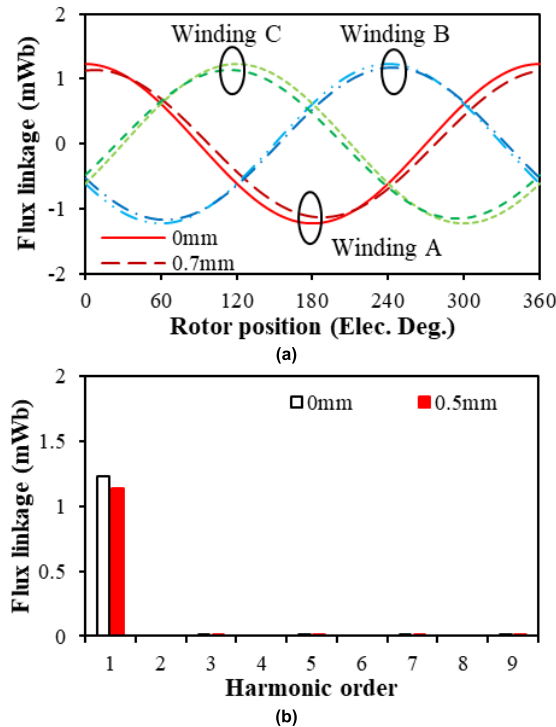 Winding C Winding B
2
1
0
-1
-2
Flux linkage (mWb)
0mm
0.7mm
Winding A
0 60 120 180 240 300 360
Rotor position (Elec. Deg.)
(a)
2
1.5
1
0.5
0
Flux linkage (mWb)
0mm 0.5mm
1 2 3 4 5 6 7 8 9
Harmonic order
(b)